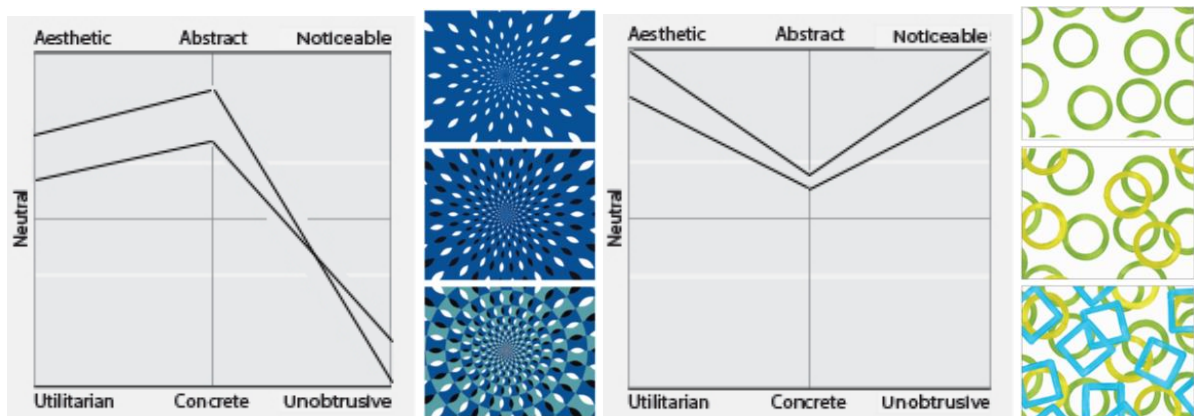 Aesthetic Abstract Noticeable
Neutral
Utilitarian Concrete Unobtrusive
Aesthetic Abstract Noticeable
Neutral
Utilitarian Concrete Unobtrusive